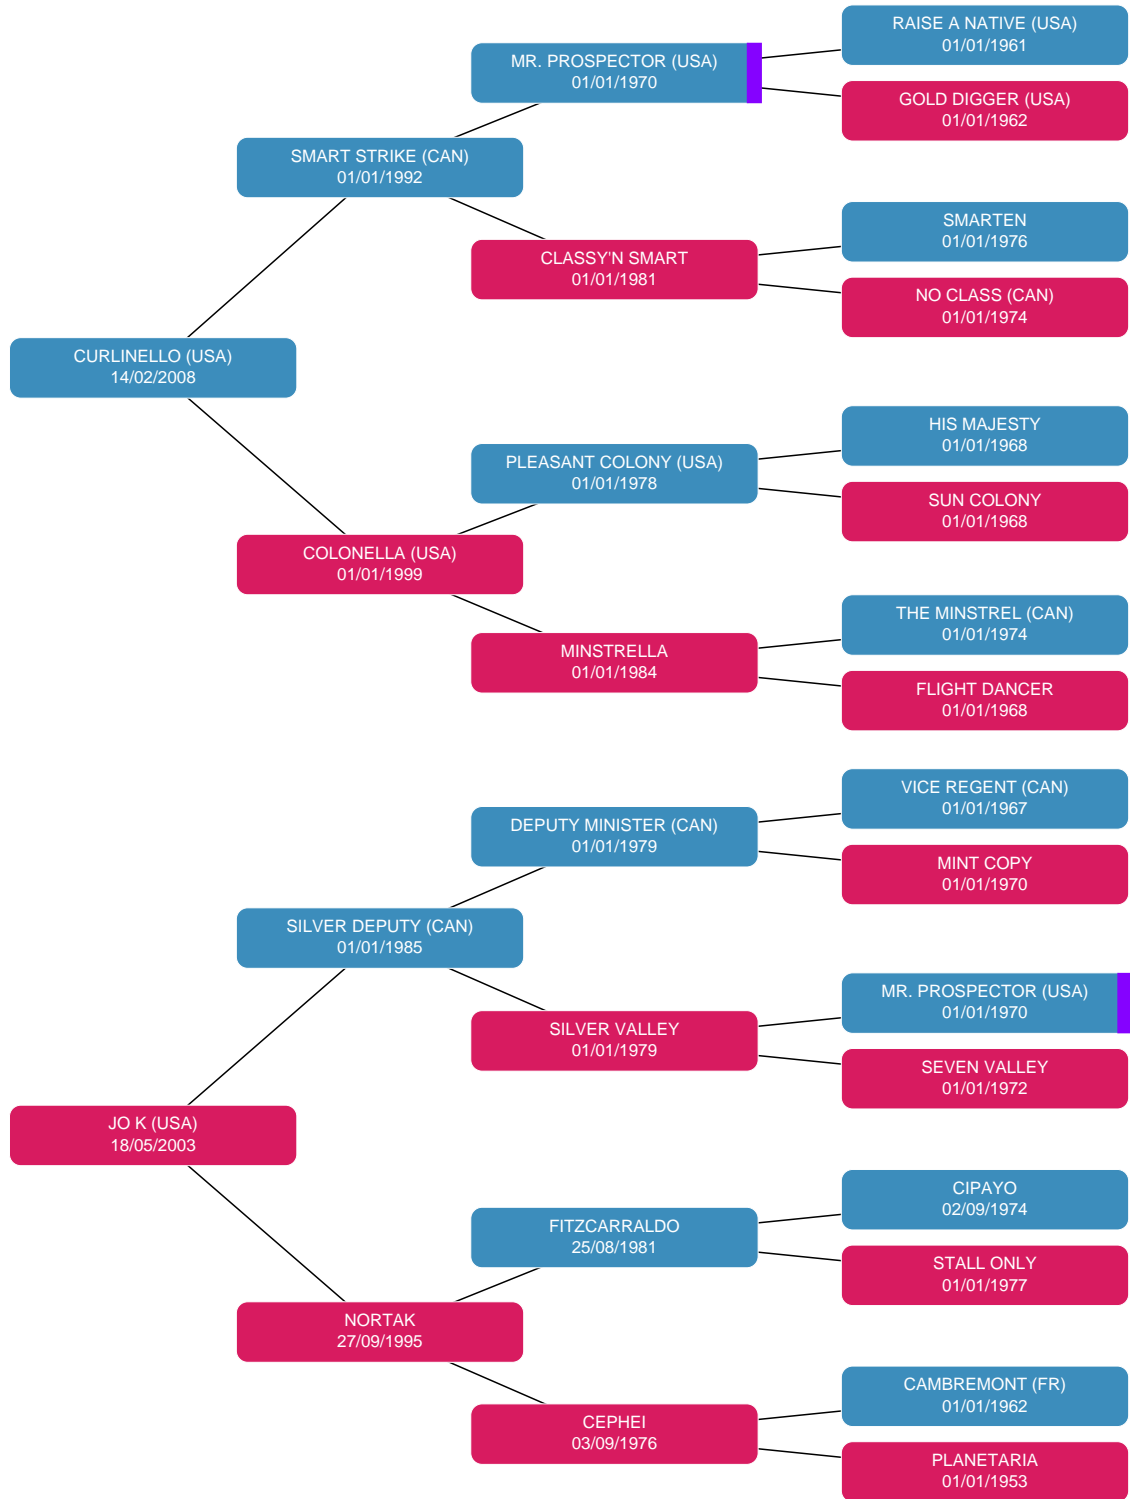 RAISE A NATIVE (USA)
01/01/1961
MR. PROSPECTOR (USA)
01/01/1970
GOLD DIGGER (USA)
01/01/1962
SMART STRIKE (CAN)
01/01/1992
SMARTEN
01/01/1976
CLASSY'N SMART
01/01/1981
NO CLASS (CAN)
01/01/1974
CURLINELLO (USA)
14/02/2008
HIS MAJESTY
01/01/1968
PLEASANT COLONY (USA)
01/01/1978
SUN COLONY
01/01/1968
COLONELLA (USA)
01/01/1999
THE MINSTREL (CAN)
01/01/1974
MINSTRELLA
01/01/1984
FLIGHT DANCER
01/01/1968
VICE REGENT (CAN)
01/01/1967
DEPUTY MINISTER (CAN)
01/01/1979
MINT COPY
01/01/1970
SILVER DEPUTY (CAN)
01/01/1985
MR. PROSPECTOR (USA)
01/01/1970
SILVER VALLEY
01/01/1979
SEVEN VALLEY
01/01/1972
JO K (USA)
18/05/2003
CIPAYO
02/09/1974
FITZCARRALDO
25/08/1981
STALL ONLY
01/01/1977
NORTAK
27/09/1995
CAMBREMONT (FR)
01/01/1962
CEPHEI
03/09/1976
PLANETARIA
01/01/1953